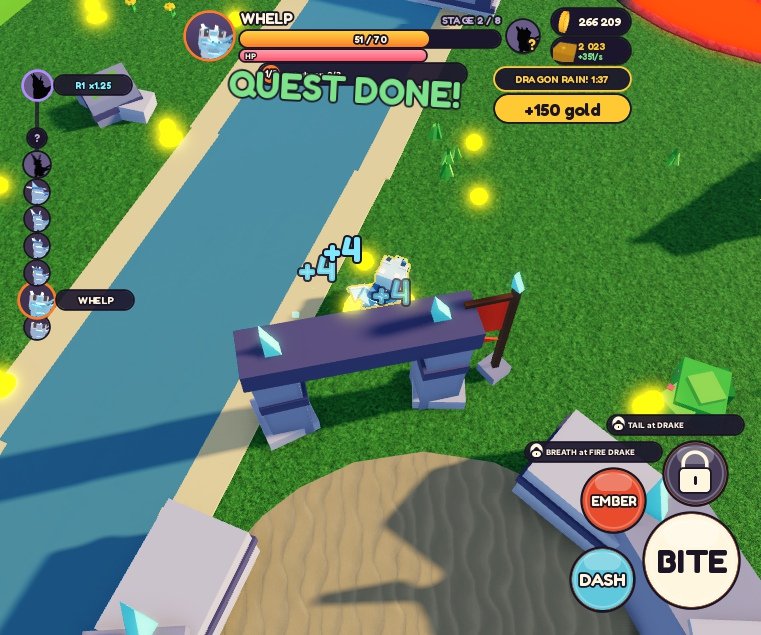 WHELP
STAGE 2 / 8
51 / 70
HP
266 209
2 023
+351/s
?
DRAGON RAIN! 1:37
+150 gold
QUEST DONE!
R1 x1.25
?
WHELP
+4
+4
+4
TAIL at DRAKE
BREATH at FIRE DRAKE
EMBER
BITE
DASH